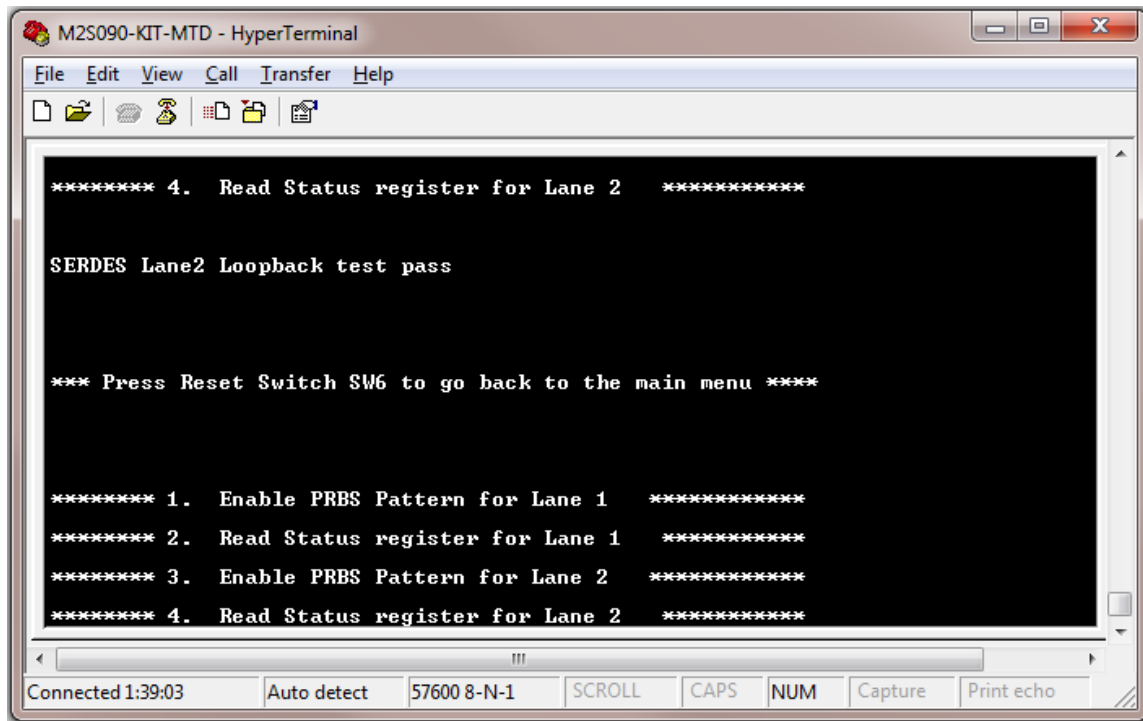 M2S090-KIT-MTD - HyperTerminal
File Edit View Call Transfer Help
******** 4. Read Status register for Lane 2 ***********
SERDES Lane2 Loopback test pass
*** Press Reset Switch SW6 to go back to the main menu ****
******** 1. Enable PRBS Pattern for Lane 1 ************
******** 2. Read Status register for Lane 1 ***********
******** 3. Enable PRBS Pattern for Lane 2 ************
******** 4. Read Status register for Lane 2 ***********
Connected 1:39:03 Auto detect 57600 8-N-1 SCROLL CAPS NUM Capture Print echo